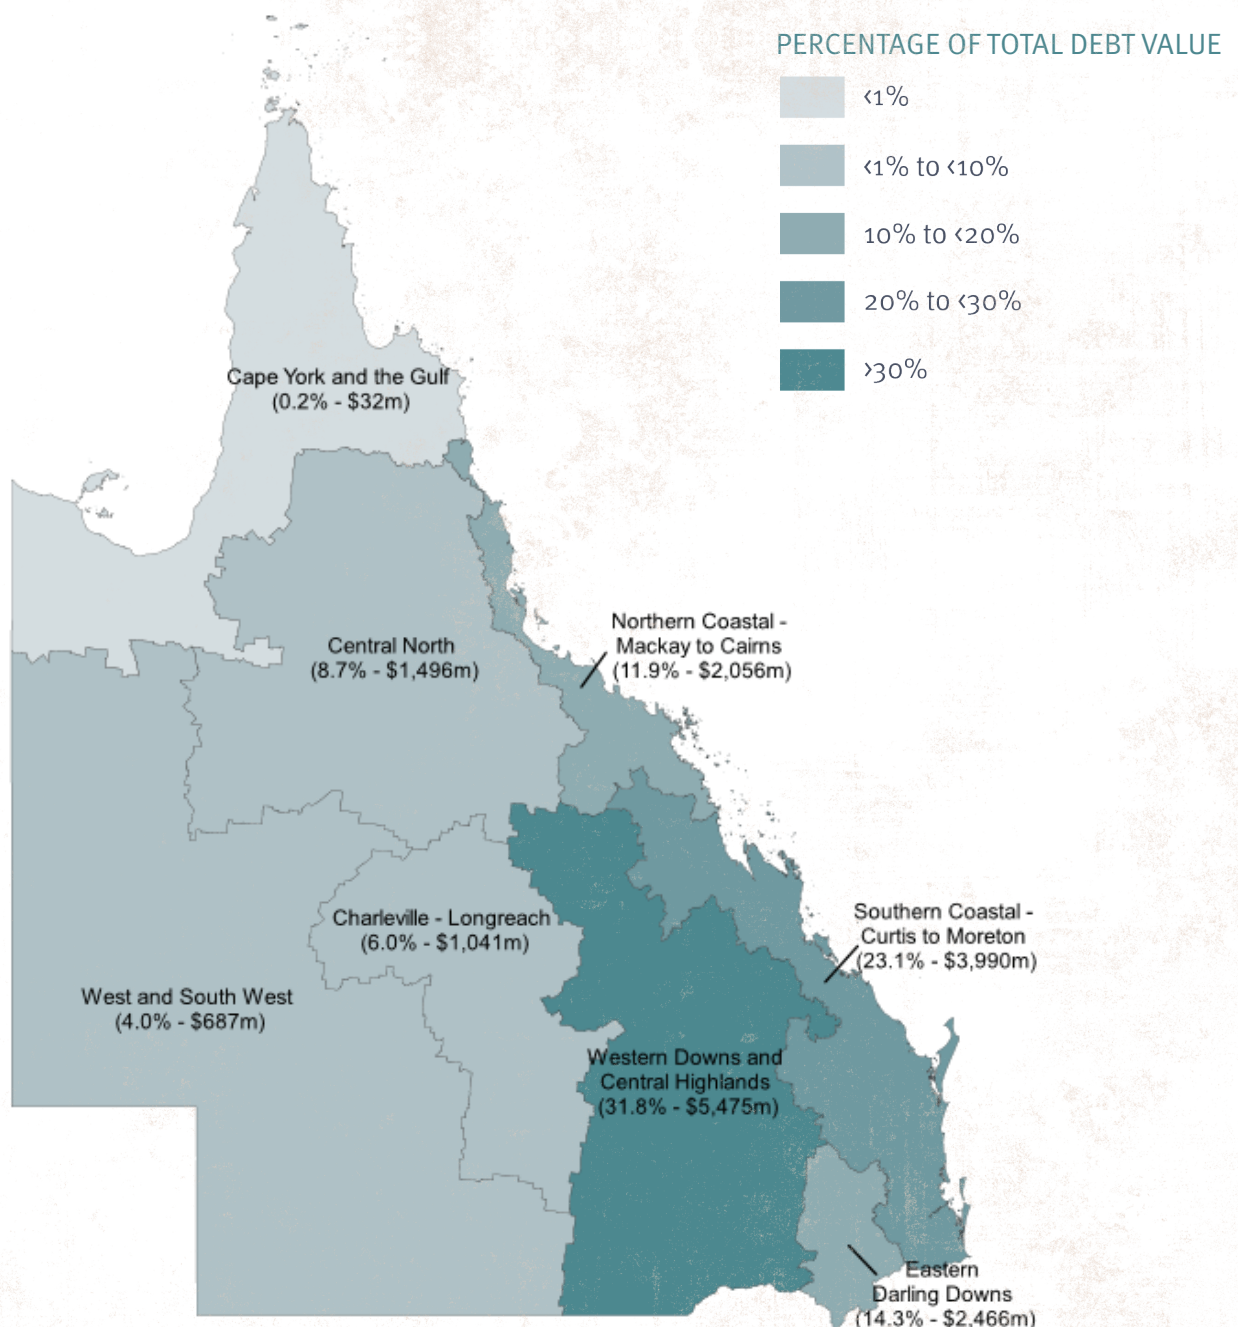 PERCENTAGE OF TOTAL DEBT VALUE
<1%
<1% to <10%
10% to <20%
20% to <30%
>30%
Cape York and the Gulf
(0.2% - $32m)
Central North
(8.7% - $1,496m)
Northern Coastal -
Mackay to Cairns
(11.9% - $2,056m)
Charleville - Longreach
(6.0% - $1,041m)
Southern Coastal -
Curtis to Moreton
(23.1% - $3,990m)
West and South West
(4.0% - $687m)
Western Downs and
Central Highlands
(31.8% - $5,475m)
Eastern
Darling Downs
(14.3% - $2,466m)